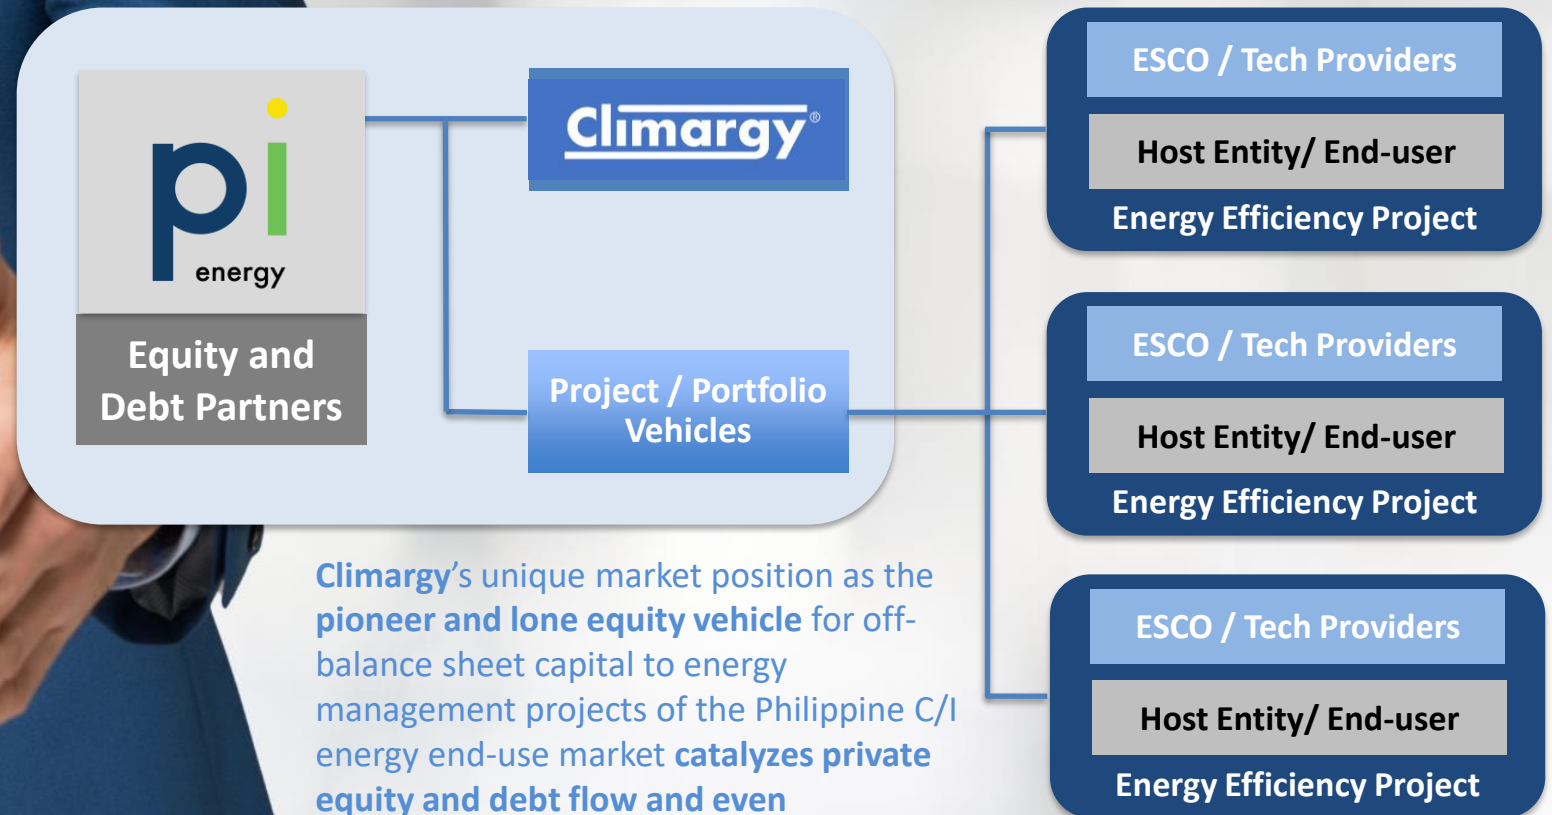 pi
energy
Equity and
Debt Partners
Climargy®
Project / Portfolio
Vehicles
ESCO / Tech Providers
Host Entity/ End-user
Energy Efficiency Project
ESCO / Tech Providers
Host Entity/ End-user
Energy Efficiency Project
ESCO / Tech Providers
Host Entity/ End-user
Energy Efficiency Project
Climargy's unique market position as the
pioneer and lone equity vehicle for off-
balance sheet capital to energy
management projects of the Philippine C/I
energy end-use market catalyzes private
equity and debt flow and even